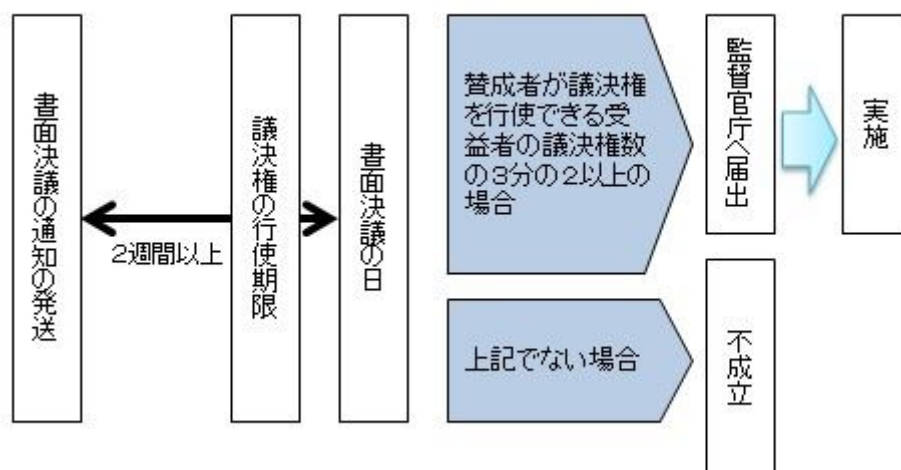 書面決議の通知の発送
2週間以上
議決権の行使期限
書面決議の日
賛成者が議決権
を行使できる受
益者の議決権数
の3分の2以上の
場合
監督官庁へ届出
実施
上記でない場合
不成立